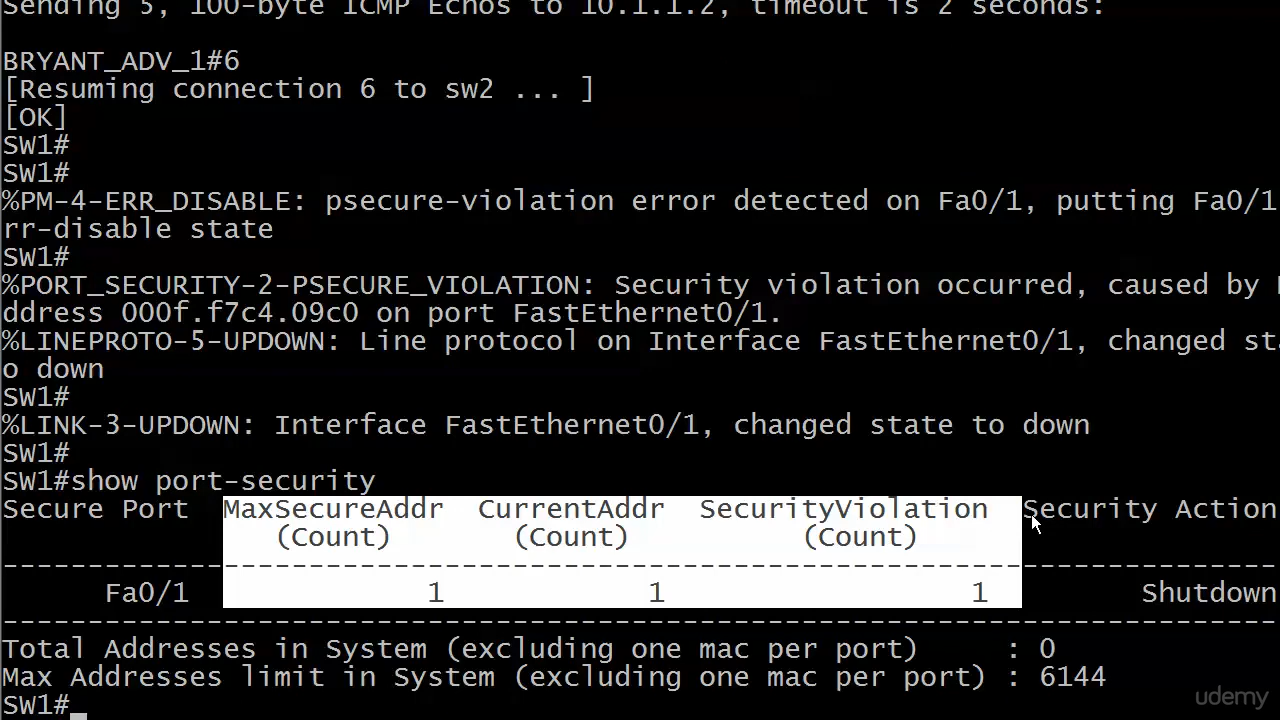 Sending 5, 100-byte ICMP Echos to 10.1.1.2, timeout is 2 seconds:
BRYANT_ADV_1#6
[Resuming connection 6 to sw2 ... ]
[OK]
SW1#
SW1#
%PM-4-ERR_DISABLE: psecure-violation error detected on Fa0/1, putting Fa0/1
rr-disable state
SW1#
%PORT_SECURITY-2-PSECURE_VIOLATION: Security violation occurred, caused by
ddress 000f.f7c4.09c0 on port FastEthernet0/1.
%LINEPROTO-5-UPDOWN: Line protocol on Interface FastEthernet0/1, changed sta
o down
SW1#
%LINK-3-UPDOWN: Interface FastEthernet0/1, changed state to down
SW1#
SW1#show port-security
Secure Port MaxSecureAddr CurrentAddr SecurityViolation Security Action
(Count) (Count) (Count)
---------------------------------------------------------------------------
Fa0/1 1 1 1 Shutdown
---------------------------------------------------------------------------
Total Addresses in System (excluding one mac per port) : 0
Max Addresses limit in System (excluding one mac per port) : 6144
SW1#
udemy